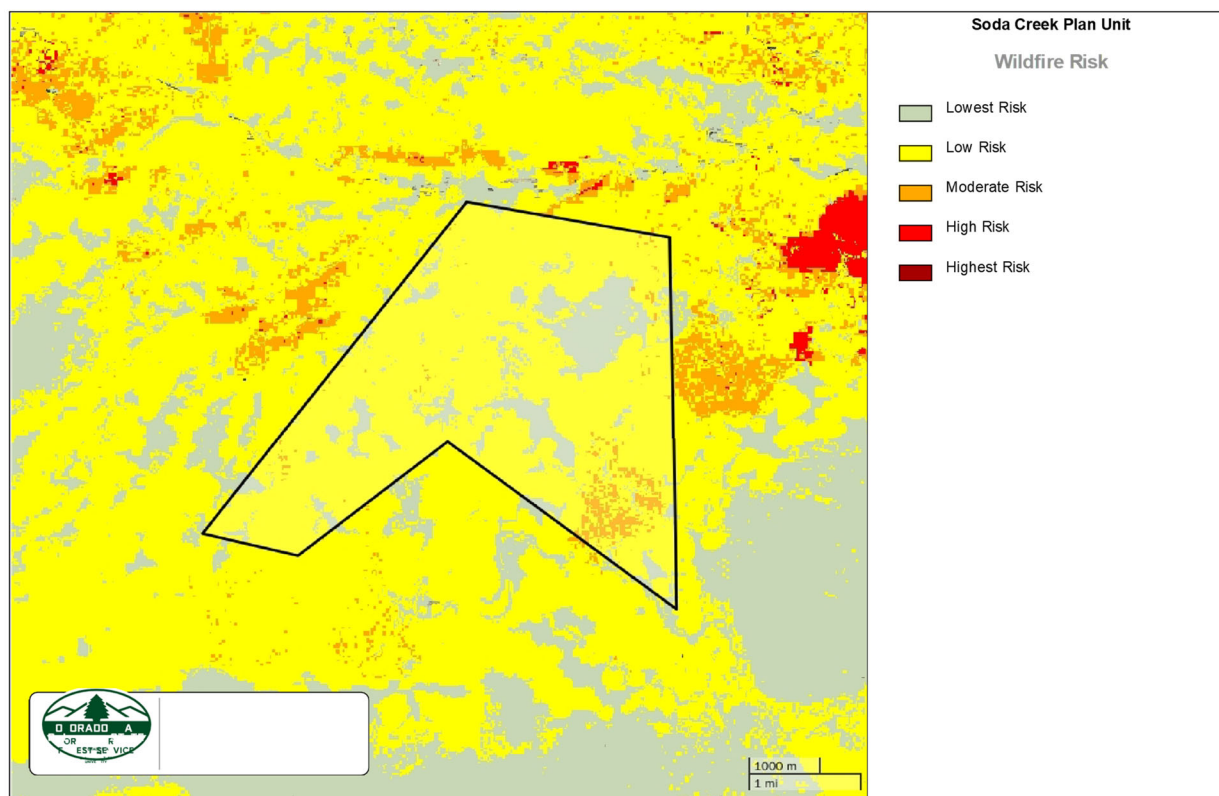 Soda Creek Plan Unit
Wildfire Risk
Lowest Risk
Low Risk
Moderate Risk
High Risk
Highest Risk
1000 m
1 mi